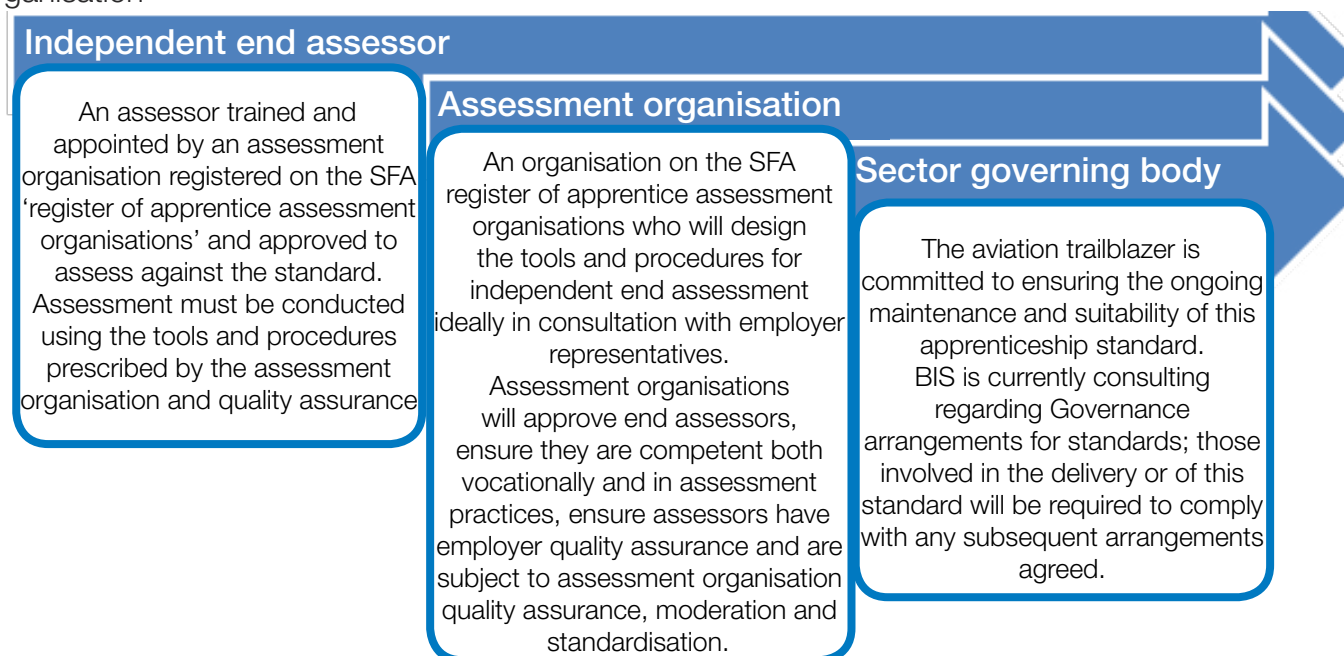 ganisation
Independent end assessor
An assessor trained and
appointed by an assessment
organisation registered on the SFA
‘register of apprentice assessment
organisations’ and approved to
assess against the standard.
Assessment must be conducted
using the tools and procedures
prescribed by the assessment
organisation and quality assurance
Assessment organisation
An organisation on the SFA
register of apprentice assessment
organisations who will design
the tools and procedures for
independent end assessment
ideally in consultation with employer
representatives.
Assessment organisations
will approve end assessors,
ensure they are competent both
vocationally and in assessment
practices, ensure assessors have
employer quality assurance and are
subject to assessment organisation
quality assurance, moderation and
standardisation.
Sector governing body
The aviation trailblazer is
committed to ensuring the ongoing
maintenance and suitability of this
apprenticeship standard.
BIS is currently consulting
regarding Governance
arrangements for standards; those
involved in the delivery or of this
standard will be required to comply
with any subsequent arrangements
agreed.